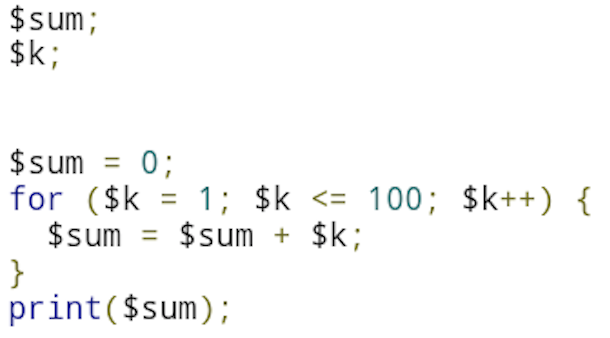 $sum;
$k;
$sum = 0;
for ($k = 1; $k <= 100; $k++) {
  $sum = $sum + $k;
}
print($sum);